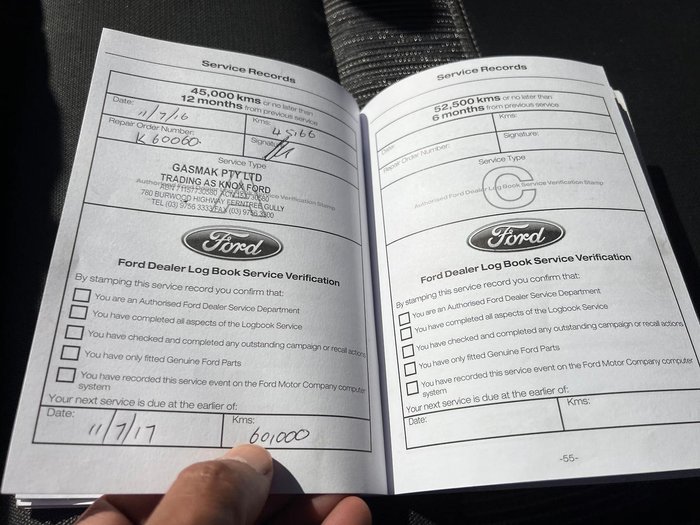 Service Records
45,000 kms or no later than
12 months from previous service
Date: 11/7/16
Kms:
Repair Order Number: K60060.
Signature:
Service Type
GASMAK PTY LTD
TRADING AS KNOX FORD
Authorised Ford Dealer Log Book Service Verification Stamp
780 BURWOOD HIGHWAY FERNTREE GULLY
TEL (03) 9756 3333 FAX (03)
Ford
Ford Dealer Log Book Service Verification
By stamping this service record you confirm that:
You are an Authorised Ford Dealer Service Department
You have completed all aspects of the Logbook Service
You have checked and completed any outstanding campaign or recall actions
You have only fitted Genuine Ford Parts
You have recorded this service event on the Ford Motor Company computer
system
Your next service is due at the earlier of:
Date: 11/7/17
Kms: 601000
Service Records
52,500 kms or no later than
6 months from previous service
Date:
Kms:
Repair Order Number:
Signature:
Service Type
C
Authorised Ford Dealer Log Book Service Verification Stamp
Ford
Ford Dealer Log Book Service Verification
By stamping this service record you confirm that:
You are an Authorised Ford Dealer Service Department
You have completed all aspects of the Logbook Service
You have checked and completed any outstanding campaign or recall actions
You have only fitted Genuine Ford Parts
You have recorded this service event on the Ford Motor Company computer
system
Your next service is due at the earlier of:
Date:
Kms:
-55-